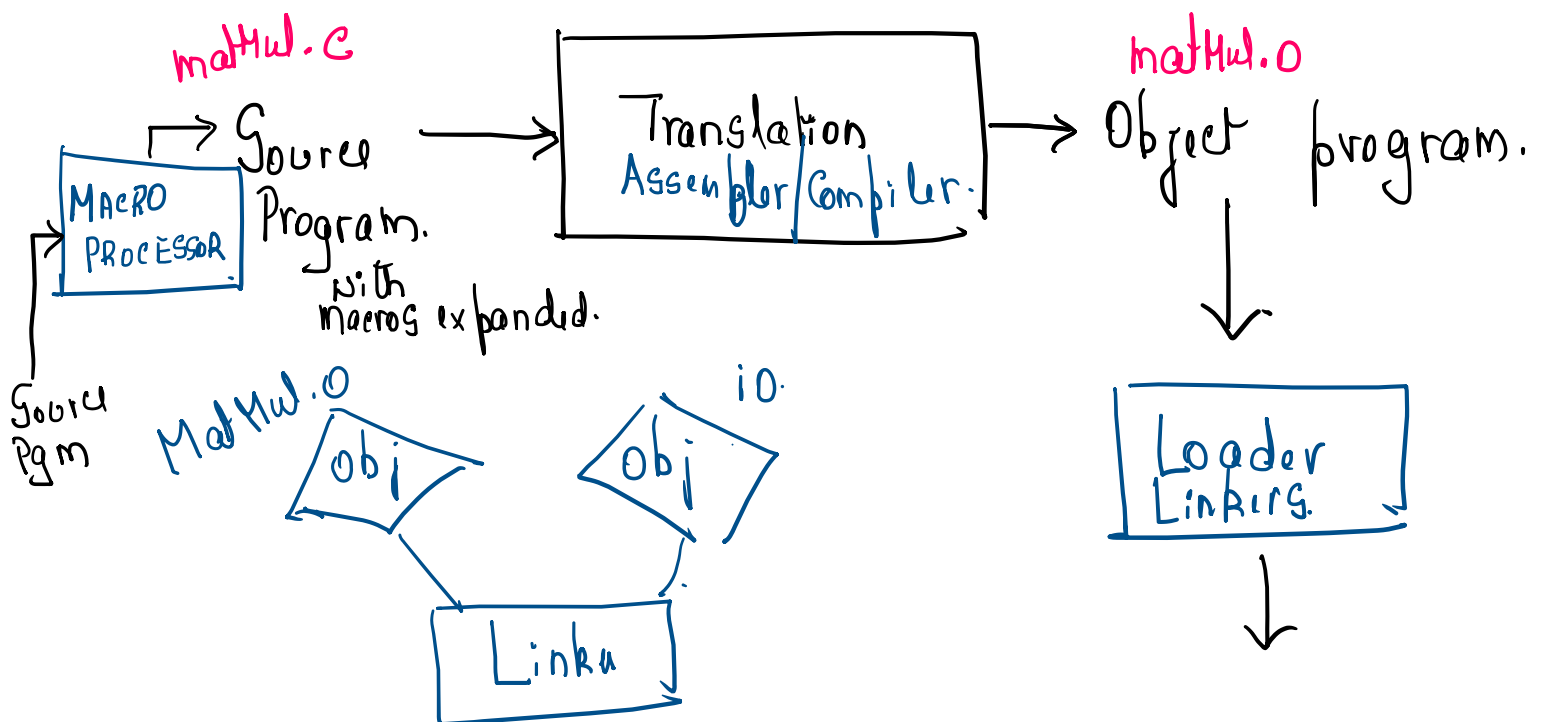 matMul.c
Source
Program.
with
macros expanded.
MACRO
PROCESSOR
Source
Pgm
Translation
Assembler/Compiler.
matMul.o
Object program.
Loader
Linkers.
MatMul.o
obj
io.
obj
Linker